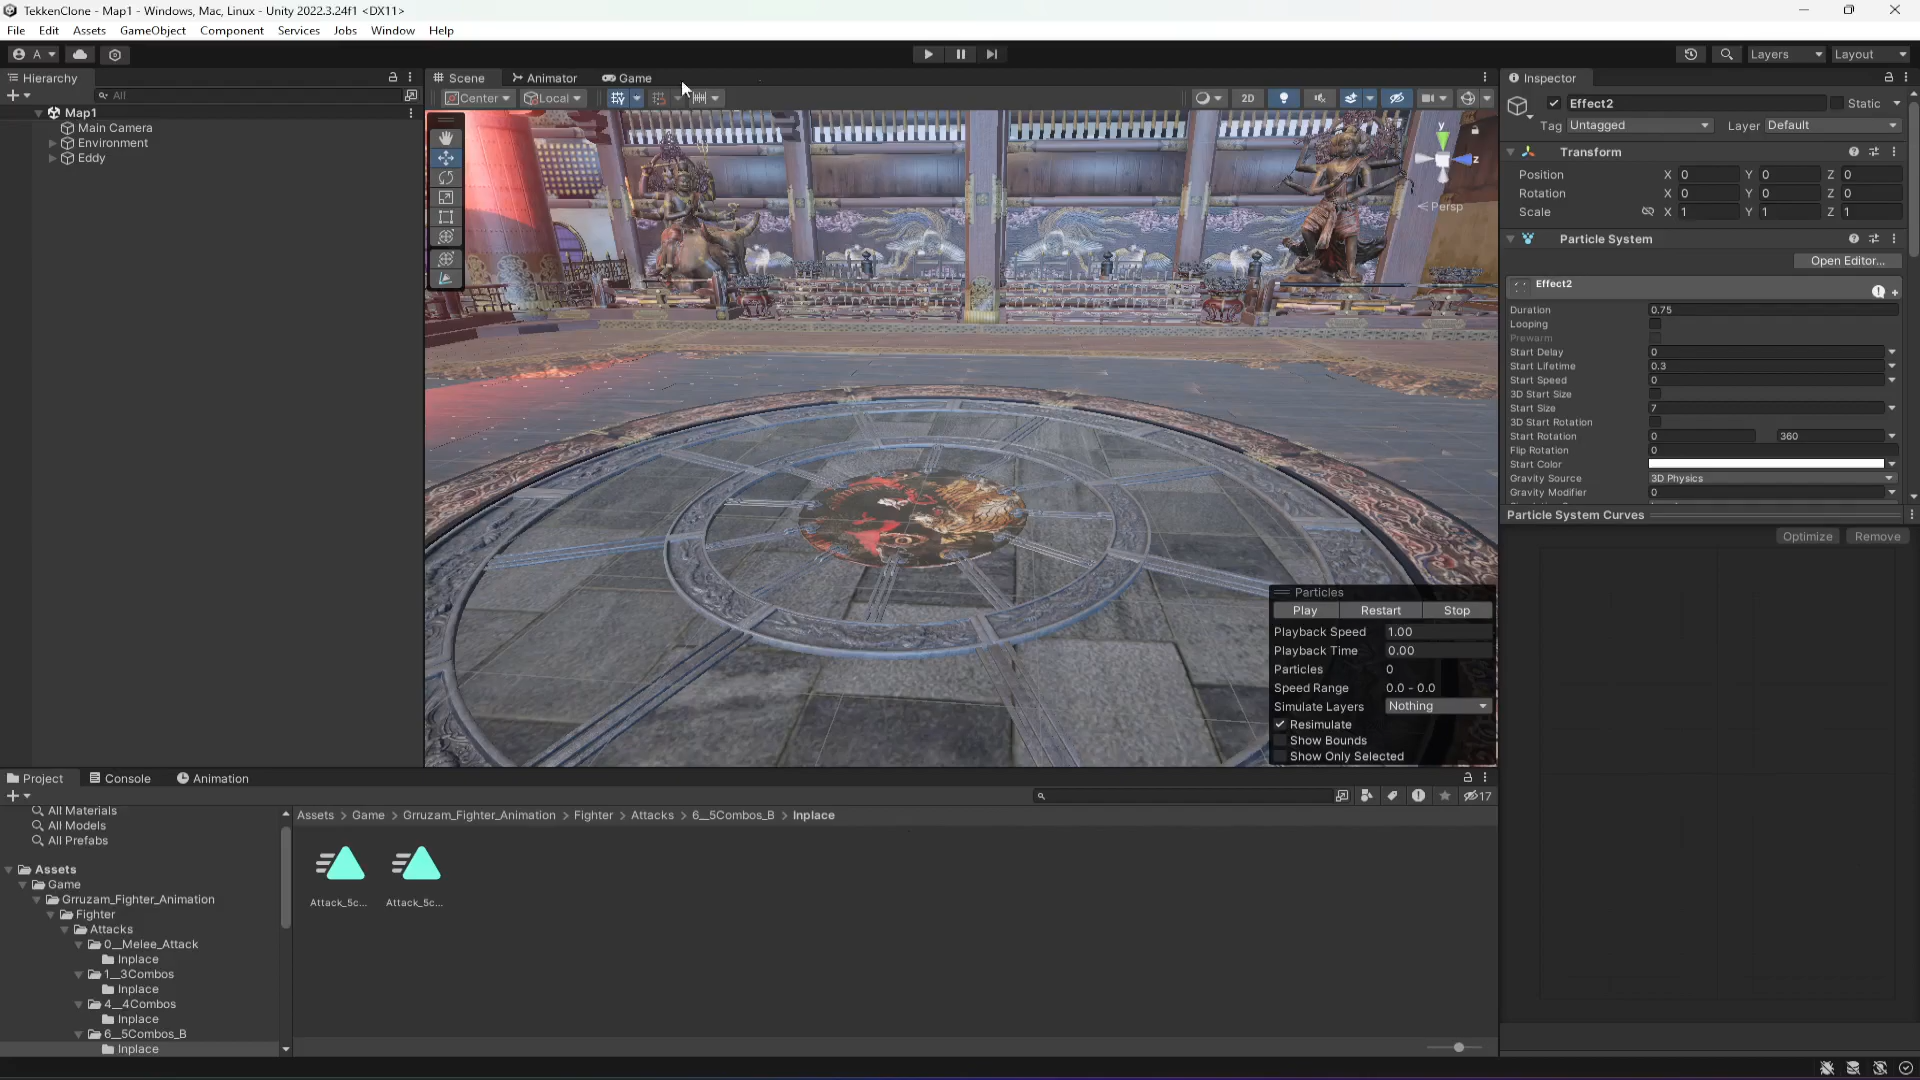 TekkenClone - Map1 - Windows, Mac, Linux - Unity 2022.3.24f1 <DX11>
File Edit Assets GameObject Component Services Jobs Window Help
A
Layers Layout
Hierarchy
All
Map1
Main Camera
Environment
Eddy
Scene Animator Game
Center Local
2D
y
z
Persp
Particles
Play Restart Stop
Playback Speed 1.00
Playback Time 0.00
Particles 0
Speed Range 0.0 - 0.0
Simulate Layers Nothing
Resimulate
Show Bounds
Show Only Selected
Inspector
Effect2 Static
Tag Untagged Layer Default
Transform
Position X 0 Y 0 Z 0
Rotation X 0 Y 0 Z 0
Scale X 1 Y 1 Z 1
Particle System
Open Editor...
Effect2
Duration 0.75
Looping
Prewarm
Start Delay 0
Start Lifetime 0.3
Start Speed 0
3D Start Size
Start Size 7
3D Start Rotation
Start Rotation 0 360
Flip Rotation 0
Start Color
Gravity Source 3D Physics
Gravity Modifier 0
Particle System Curves
Optimize Remove
Project Console Animation
17
All Materials
All Models
All Prefabs
Assets
Game
Grruzam_Fighter_Animation
Fighter
Attacks
0__Melee_Attack
Inplace
1__3Combos
Inplace
4__4Combos
Inplace
6__5Combos_B
Inplace
Assets > Game > Grruzam_Fighter_Animation > Fighter > Attacks > 6__5Combos_B > Inplace
Attack_5c... Attack_5c...